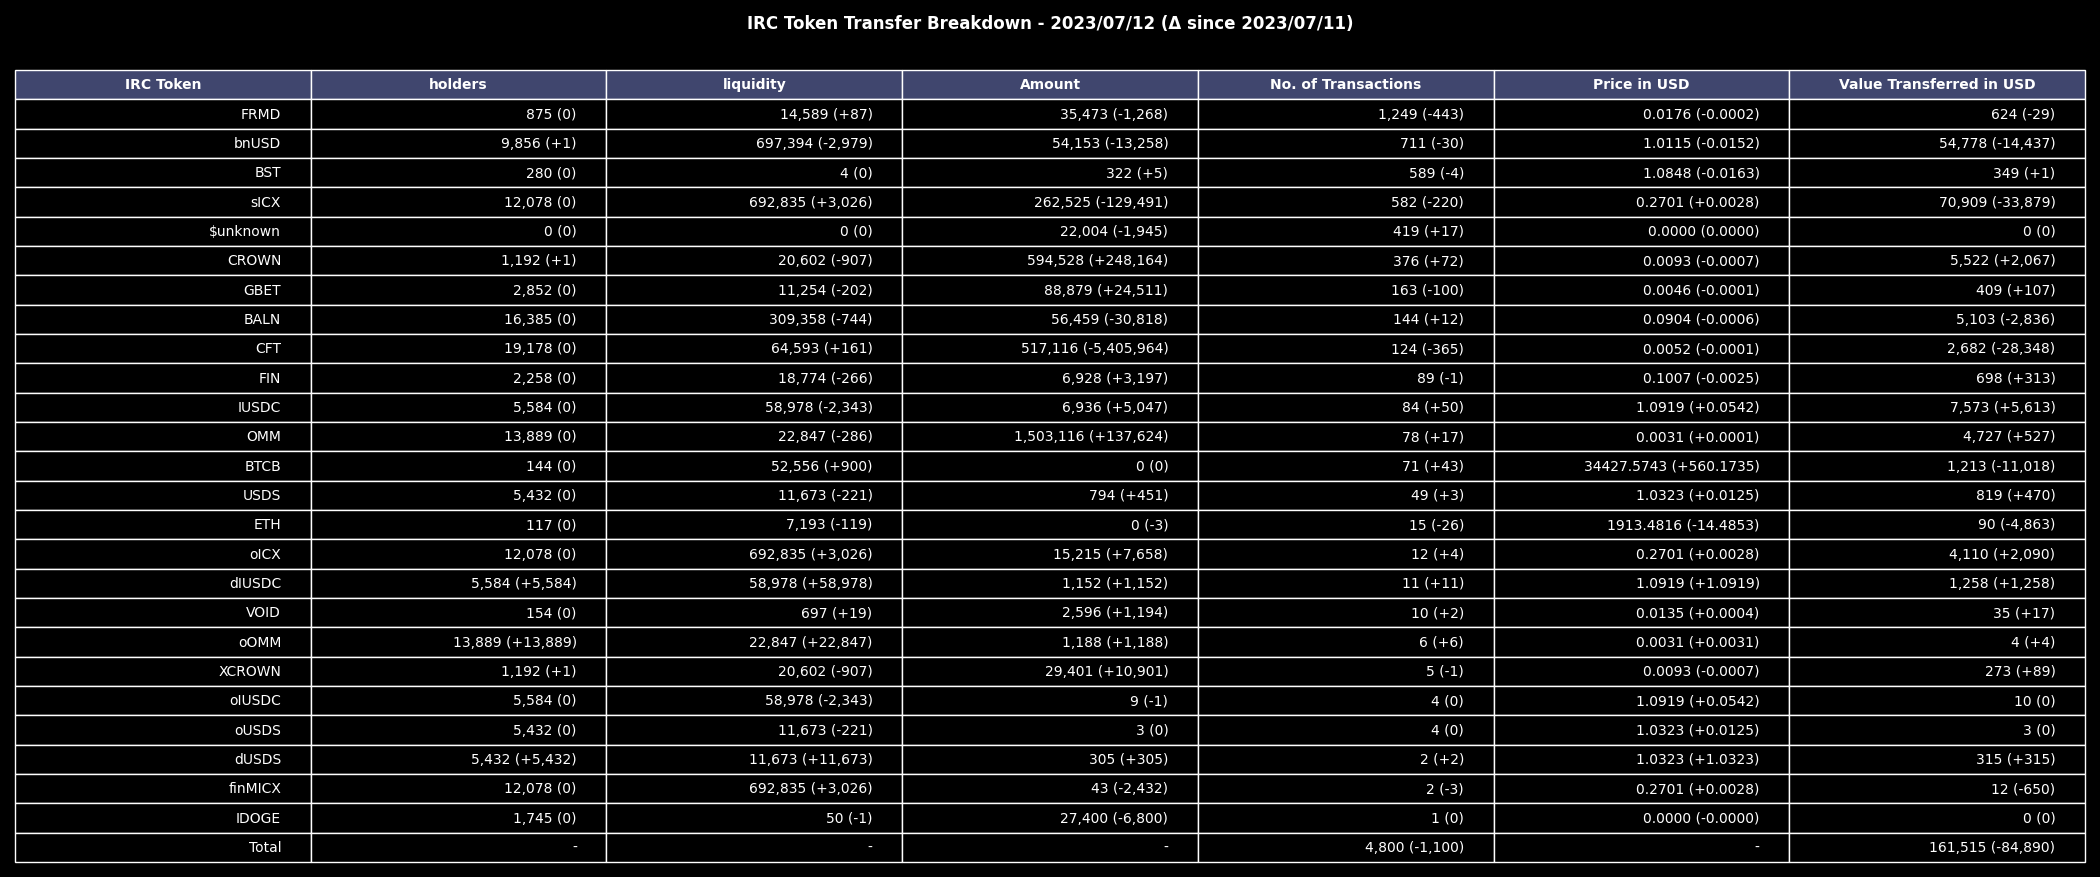 IRC Token Transfer Breakdown - 2023/07/12 (Δ since 2023/07/11)
IRC Token holders liquidity Amount No. of Transactions Price in USD Value Transferred in USD
FRMD 875 (0) 14,589 (+87) 35,473 (-1,268) 1,249 (-443) 0.0176 (-0.0002) 624 (-29)
bnUSD 9,856 (+1) 697,394 (-2,979) 54,153 (-13,258) 711 (-30) 1.0115 (-0.0152) 54,778 (-14,437)
BST 280 (0) 4 (0) 322 (+5) 589 (-4) 1.0848 (-0.0163) 349 (+1)
sICX 12,078 (0) 692,835 (+3,026) 262,525 (-129,491) 582 (-220) 0.2701 (+0.0028) 70,909 (-33,879)
$unknown 0 (0) 0 (0) 22,004 (-1,945) 419 (+17) 0.0000 (0.0000) 0 (0)
CROWN 1,192 (+1) 20,602 (-907) 594,528 (+248,164) 376 (+72) 0.0093 (-0.0007) 5,522 (+2,067)
GBET 2,852 (0) 11,254 (-202) 88,879 (+24,511) 163 (-100) 0.0046 (-0.0001) 409 (+107)
BALN 16,385 (0) 309,358 (-744) 56,459 (-30,818) 144 (+12) 0.0904 (-0.0006) 5,103 (-2,836)
CFT 19,178 (0) 64,593 (+161) 517,116 (-5,405,964) 124 (-365) 0.0052 (-0.0001) 2,682 (-28,348)
FIN 2,258 (0) 18,774 (-266) 6,928 (+3,197) 89 (-1) 0.1007 (-0.0025) 698 (+313)
IUSDC 5,584 (0) 58,978 (-2,343) 6,936 (+5,047) 84 (+50) 1.0919 (+0.0542) 7,573 (+5,613)
OMM 13,889 (0) 22,847 (-286) 1,503,116 (+137,624) 78 (+17) 0.0031 (+0.0001) 4,727 (+527)
BTCB 144 (0) 52,556 (+900) 0 (0) 71 (+43) 34427.5743 (+560.1735) 1,213 (-11,018)
USDS 5,432 (0) 11,673 (-221) 794 (+451) 49 (+3) 1.0323 (+0.0125) 819 (+470)
ETH 117 (0) 7,193 (-119) 0 (-3) 15 (-26) 1913.4816 (-14.4853) 90 (-4,863)
oICX 12,078 (0) 692,835 (+3,026) 15,215 (+7,658) 12 (+4) 0.2701 (+0.0028) 4,110 (+2,090)
dIUSDC 5,584 (+5,584) 58,978 (+58,978) 1,152 (+1,152) 11 (+11) 1.0919 (+1.0919) 1,258 (+1,258)
VOID 154 (0) 697 (+19) 2,596 (+1,194) 10 (+2) 0.0135 (+0.0004) 35 (+17)
oOMM 13,889 (+13,889) 22,847 (+22,847) 1,188 (+1,188) 6 (+6) 0.0031 (+0.0031) 4 (+4)
XCROWN 1,192 (+1) 20,602 (-907) 29,401 (+10,901) 5 (-1) 0.0093 (-0.0007) 273 (+89)
oIUSDC 5,584 (0) 58,978 (-2,343) 9 (-1) 4 (0) 1.0919 (+0.0542) 10 (0)
oUSDS 5,432 (0) 11,673 (-221) 3 (0) 4 (0) 1.0323 (+0.0125) 3 (0)
dUSDS 5,432 (+5,432) 11,673 (+11,673) 305 (+305) 2 (+2) 1.0323 (+1.0323) 315 (+315)
finMICX 12,078 (0) 692,835 (+3,026) 43 (-2,432) 2 (-3) 0.2701 (+0.0028) 12 (-650)
IDOGE 1,745 (0) 50 (-1) 27,400 (-6,800) 1 (0) 0.0000 (-0.0000) 0 (0)
Total - - - 4,800 (-1,100) - 161,515 (-84,890)